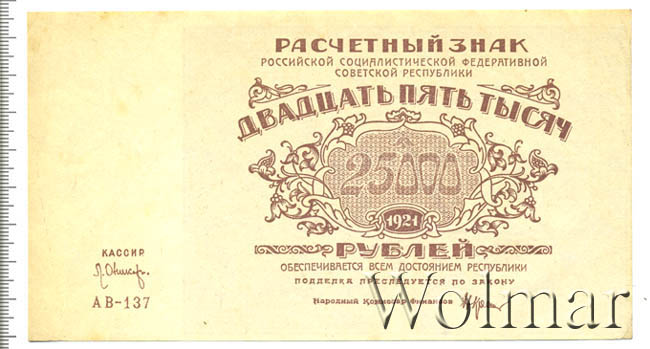 РАСЧЕТНЫЙ ЗНАК
РОССИЙСКОЙ СОЦИАЛИСТИЧЕСКОЙ ФЕДЕРАТИВНОЙ
СОВЕТСКОЙ РЕСПУБЛИКИ
ДВАДЦАТЬ ПЯТЬ ТЫСЯЧ
25000
1921
РУБЛЕЙ
ОБЕСПЕЧИВАЕТСЯ ВСЕМ ДОСТОЯНИЕМ РЕСПУБЛИКИ
ПОДДЕЛКА ПРЕСЛЕДУЕТСЯ ПО ЗАКОНУ
Народный Комиссар Финансов
КАССИР
АВ-137
Wolmar